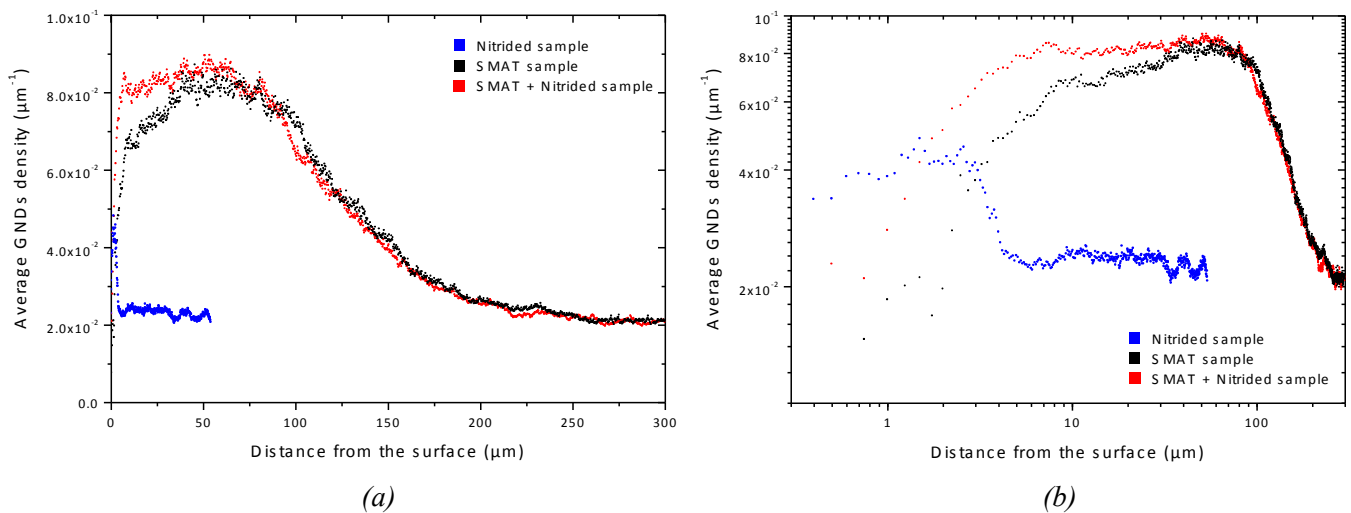 1.0x10⁻¹
8.0x10⁻²
6.0x10⁻²
4.0x10⁻²
2.0x10⁻²
0.0
Average GNDs density (µm⁻¹)
Nitrided sample
SMAT sample
SMAT + Nitrided sample
0 50 100 150 200 250 300
Distance from the surface (µm)
(a)
10⁻¹
8x10⁻²
6x10⁻²
4x10⁻²
2x10⁻²
Average GNDs density (µm⁻¹)
Nitrided sample
SMAT sample
SMAT + Nitrided sample
1 10 100
Distance from the surface (µm)
(b)